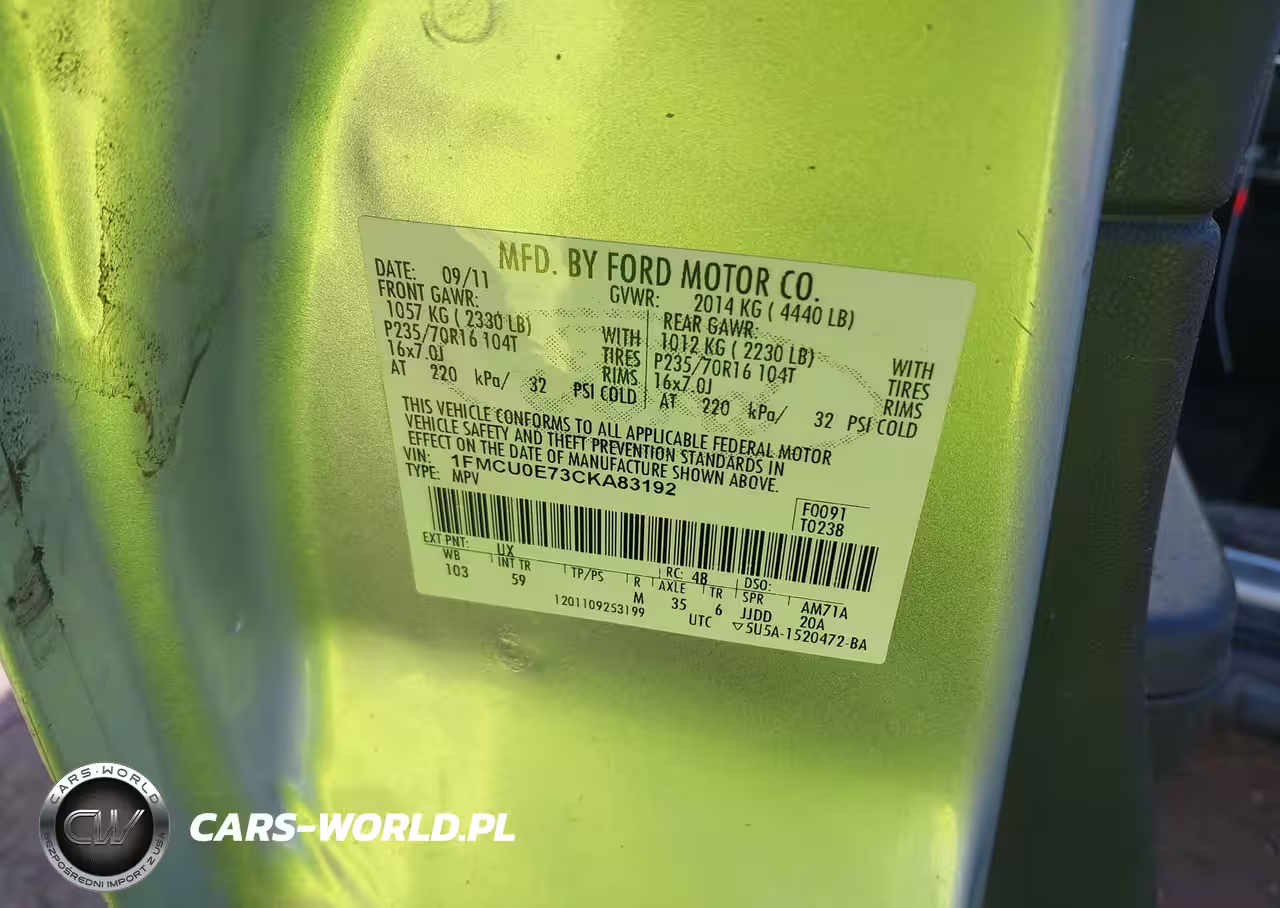 MFD. BY FORD MOTOR CO.
DATE: 09/11 GVWR: 2014 KG ( 4440 LB)
FRONT GAWR: REAR GAWR:
1057 KG ( 2330 LB) WITH 1012 KG ( 2230 LB) WITH
P235/70R16 104T TIRES P235/70R16 104T TIRES
16x7.0J RIMS 16x7.0J RIMS
AT 220 kPa/ 32 PSI COLD AT 220 kPa/ 32 PSI COLD
THIS VEHICLE CONFORMS TO ALL APPLICABLE FEDERAL MOTOR
VEHICLE SAFETY AND THEFT PREVENTION STANDARDS IN
EFFECT ON THE DATE OF MANUFACTURE SHOWN ABOVE.
VIN: 1FMCU0E73CKA83192
TYPE: MPV
F0091
T0238
EXT PNT: UX RC: 48 DSO:
WB INT TR TP/PS R AXLE TR SPR AM71A
103 59 M 35 6 JJDD 20A
1201109253199 UTC ▽5U5A-1520472-BA
CARS-WORLD
CW
BEZPOŚREDNI IMPORT Z USA
CARS-WORLD.PL